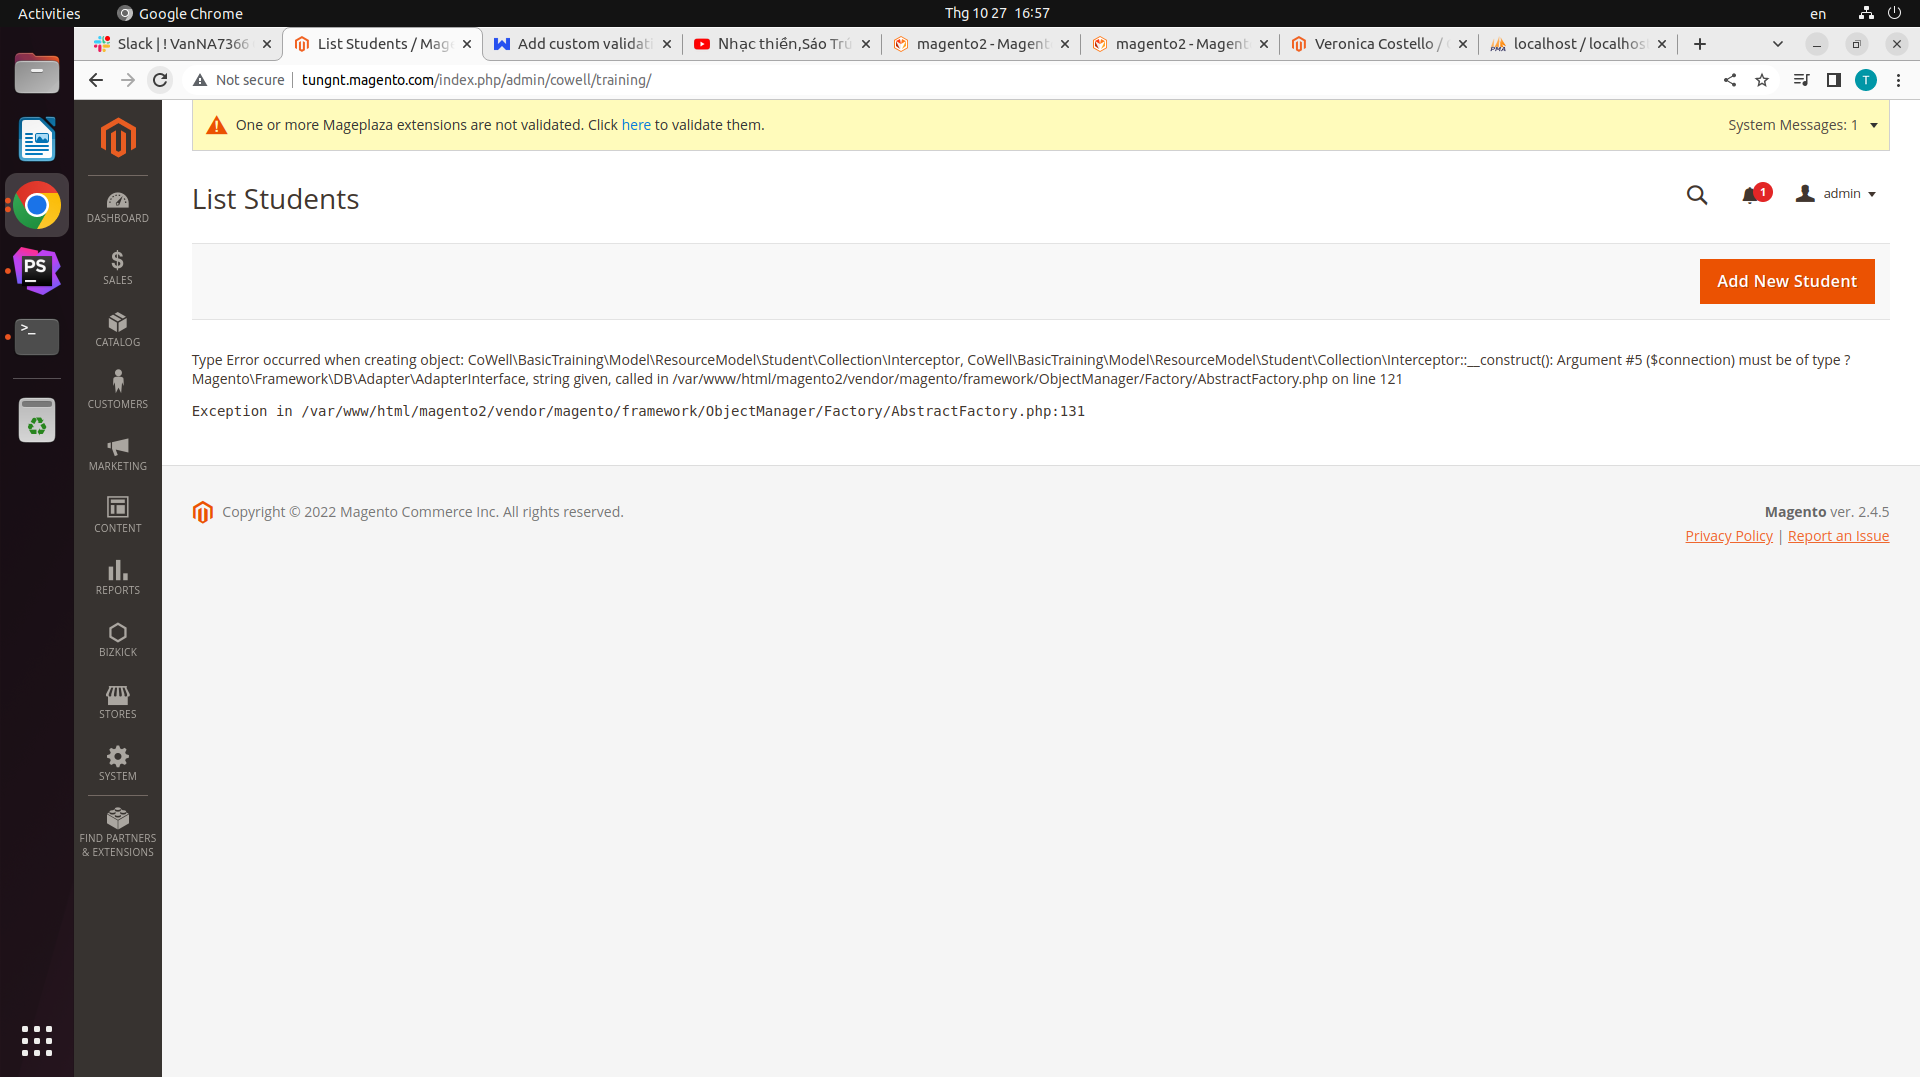 Activities
Google Chrome
Thg 10 27 16:57
en
Slack | ! VanNA7366
List Students / Mag
Add custom validati
Nhạc thiền,Sáo Trú
magento2 - Magent
magento2 - Magent
Veronica Costello /
localhost / localhos
Not secure
tungnt.magento.com/index.php/admin/cowell/training/
T
One or more Mageplaza extensions are not validated. Click here to validate them.
System Messages: 1
List Students
1
admin
Add New Student
DASHBOARD
SALES
CATALOG
CUSTOMERS
MARKETING
CONTENT
REPORTS
BIZKICK
STORES
SYSTEM
FIND PARTNERS
& EXTENSIONS
PS
>_
Type Error occurred when creating object: CoWell\BasicTraining\Model\ResourceModel\Student\Collection\Interceptor, CoWell\BasicTraining\Model\ResourceModel\Student\Collection\Interceptor::__construct(): Argument #5 ($connection) must be of type ?
Magento\Framework\DB\Adapter\AdapterInterface, string given, called in /var/www/html/magento2/vendor/magento/framework/ObjectManager/Factory/AbstractFactory.php on line 121
Exception in /var/www/html/magento2/vendor/magento/framework/ObjectManager/Factory/AbstractFactory.php:131
Copyright © 2022 Magento Commerce Inc. All rights reserved.
Magento ver. 2.4.5
Privacy Policy | Report an Issue